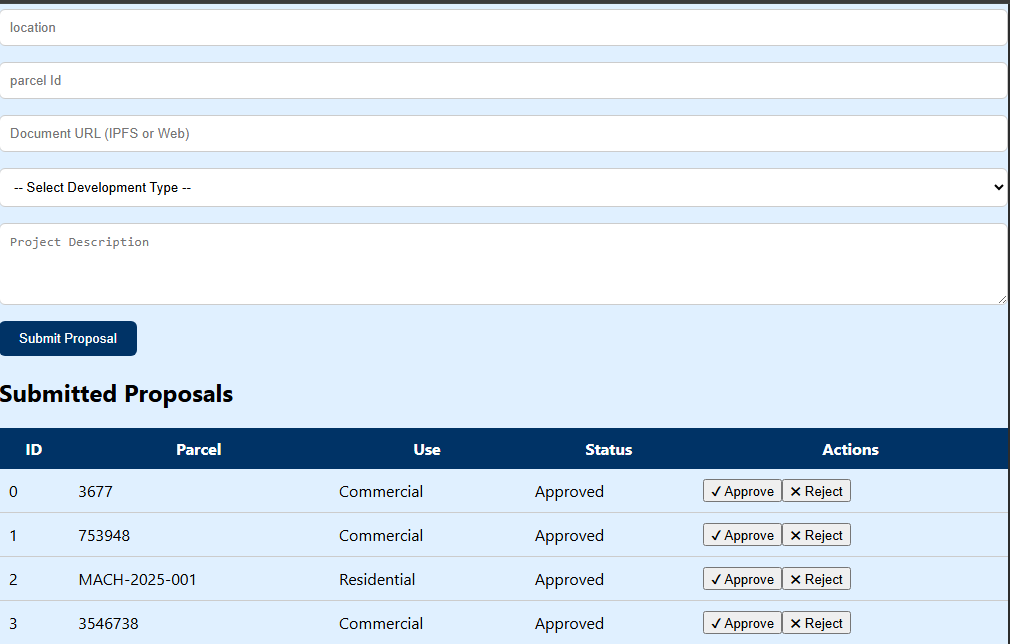 location
parcel Id
Document URL (IPFS or Web)
-- Select Development Type --
Project Description
Submit Proposal
Submitted Proposals
ID Parcel Use Status Actions
0 3677 Commercial Approved ✓ Approve ✕ Reject
1 753948 Commercial Approved ✓ Approve ✕ Reject
2 MACH-2025-001 Residential Approved ✓ Approve ✕ Reject
3 3546738 Commercial Approved ✓ Approve ✕ Reject